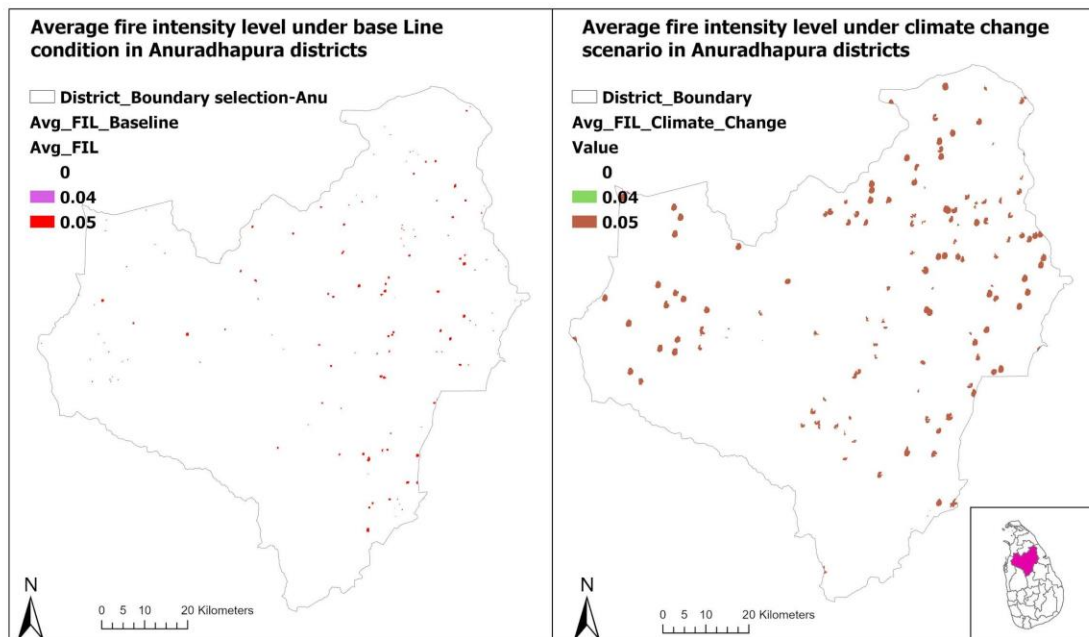 Average fire intensity level under base Line
condition in Anuradhapura districts
District_Boundary selection-Anu
Avg_FIL_Baseline
Avg_FIL
0
0.04
0.05
N
0 5 10 20 Kilometers
Average fire intensity level under climate change
scenario in Anuradhapura districts
District_Boundary
Avg_FIL_Climate_Change
Value
0
0.04
0.05
N
0 5 10 20 Kilometers